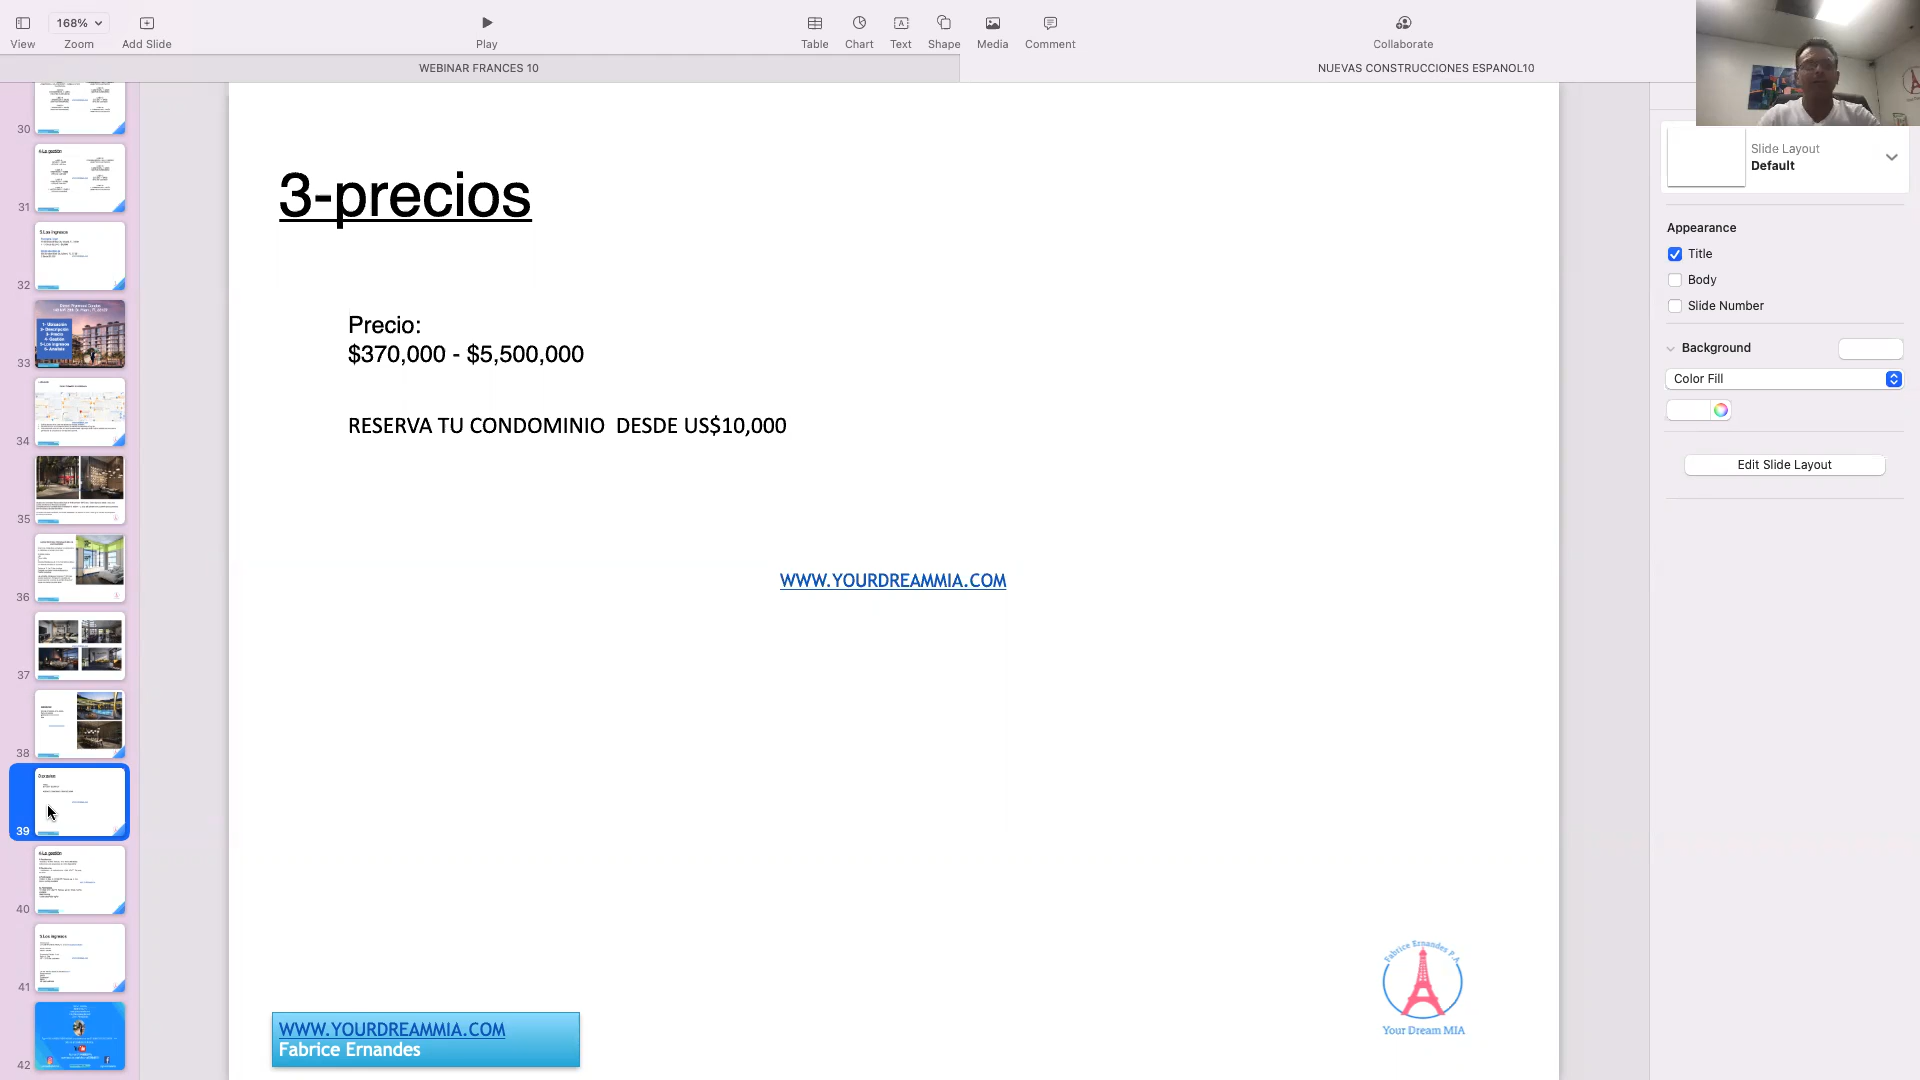 168%
View
Zoom
Add Slide
Play
Table
Chart
Text
Shape
Media
Comment
Collaborate
WEBINAR FRANCES 10
NUEVAS CONSTRUCCIONES ESPANOL10
30
31
32
33
34
35
36
37
38
39
40
41
42
3-precios
Precio:
$370,000 - $5,500,000
RESERVA TU CONDOMINIO DESDE US$10,000
WWW.YOURDREAMMIA.COM
WWW.YOURDREAMMIA.COM
Fabrice Ernandes
Fabrice Ernandes P.A
Your Dream MIA
Slide Layout
Default
Appearance
Title
Body
Slide Number
Background
Color Fill
Edit Slide Layout